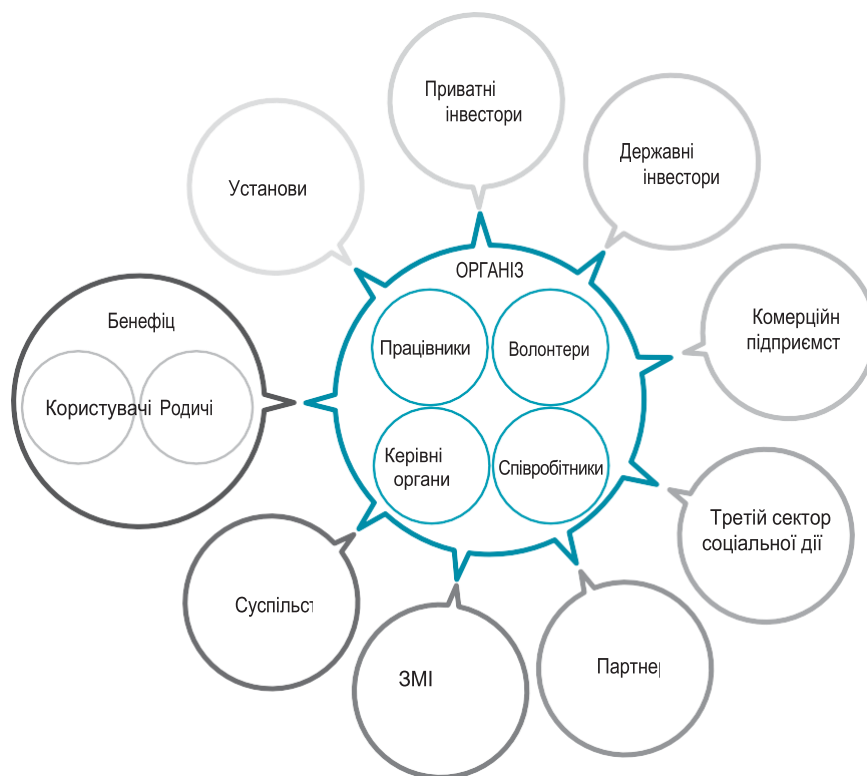 Приватні
інвестори
Державні
інвестори
Установи
ОРГАНІЗ
Бенефіц
Працівники
Волонтери
Комерційн
підприємст
Користувачі
Родичі
Керівні
органи
Співробітники
Третій сектор
соціальної дії
Суспільст
ЗМІ
Партне